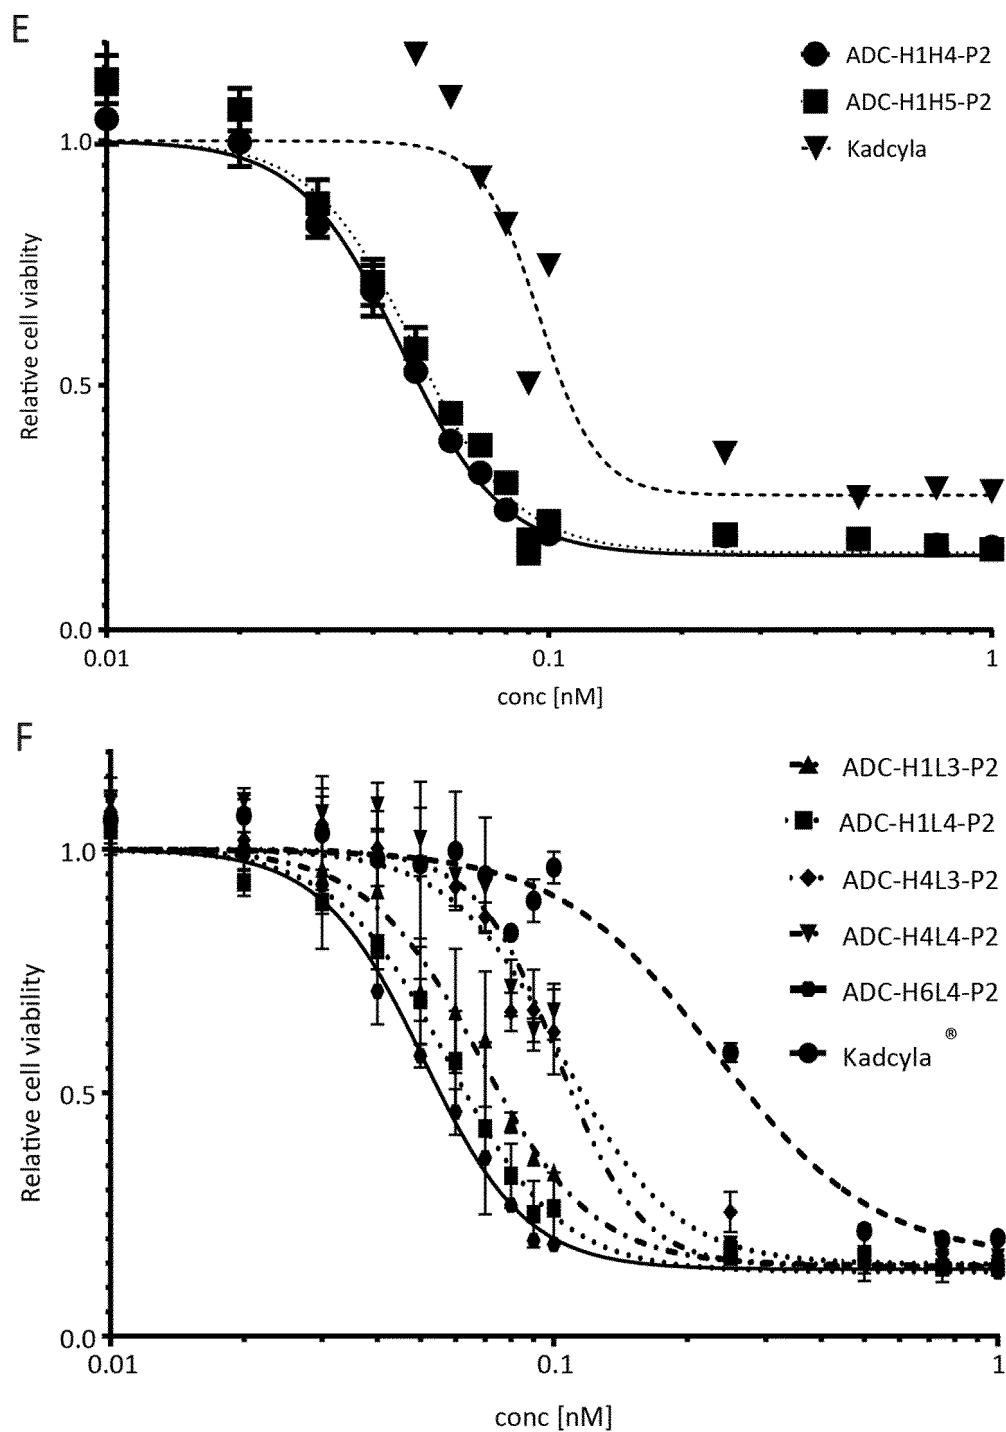 E
ADC-H1H4-P2
ADC-H1H5-P2
Kadcyla
1.0
0.5
0.0
Relative cell viablity
0.01
0.1
1
conc [nM]
F
ADC-H1L3-P2
ADC-H1L4-P2
ADC-H4L3-P2
ADC-H4L4-P2
ADC-H6L4-P2
Kadcyla ®
1.0
0.5
0.0
Relative cell viability
0.01
0.1
1
conc [nM]